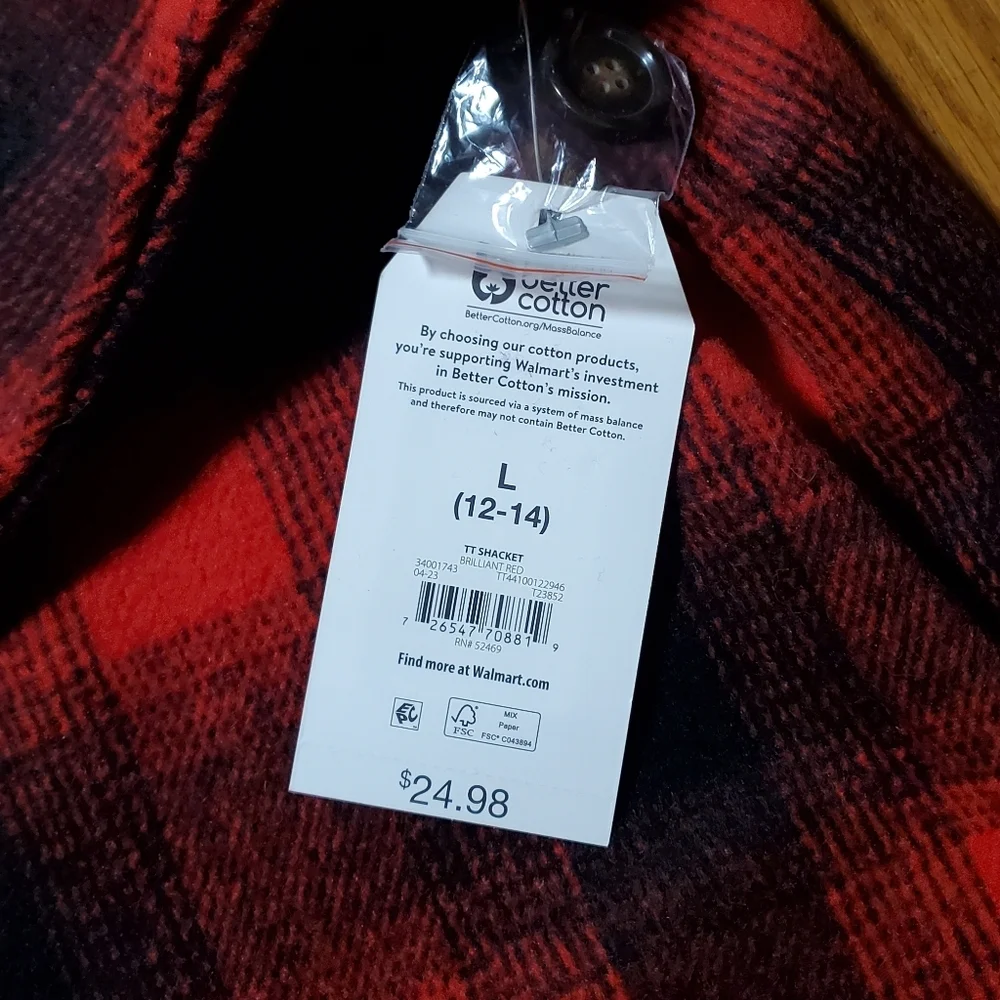 better
cotton
BetterCotton.org/MassBalance
By choosing our cotton products,
you're supporting Walmart's investment
in Better Cotton's mission.
This product is sourced via a system of mass balance
and therefore may not contain Better Cotton.
L
(12-14)
TT SHACKET
BRILLIANT RED
34001743 TT44100122946
04-23 T23852
7 26547 70881 9
RN# 52469
Find more at Walmart.com
EPC
MIX
Paper
FSC FSC® C043894
$24.98